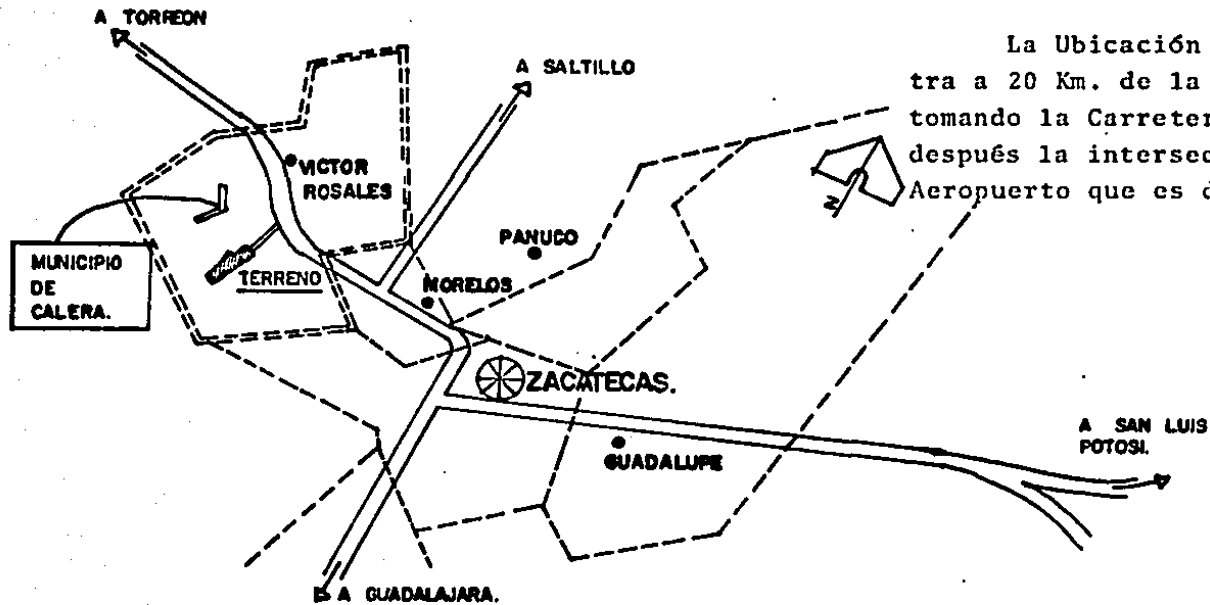 A TORREON
La Ubicación
A SALTILLO
tra a 20 Km. de la
tomando la Carreter
después la intersec
VICTOR
ROSALES
Aeropuerto que es d
N
PANUCO
MUNICIPIO
DE
CALERA.
TERRENO
MORELOS
ZACATECAS.
A SAN LUIS
POTOSI.
GUADALUPE
A GUADALAJARA.